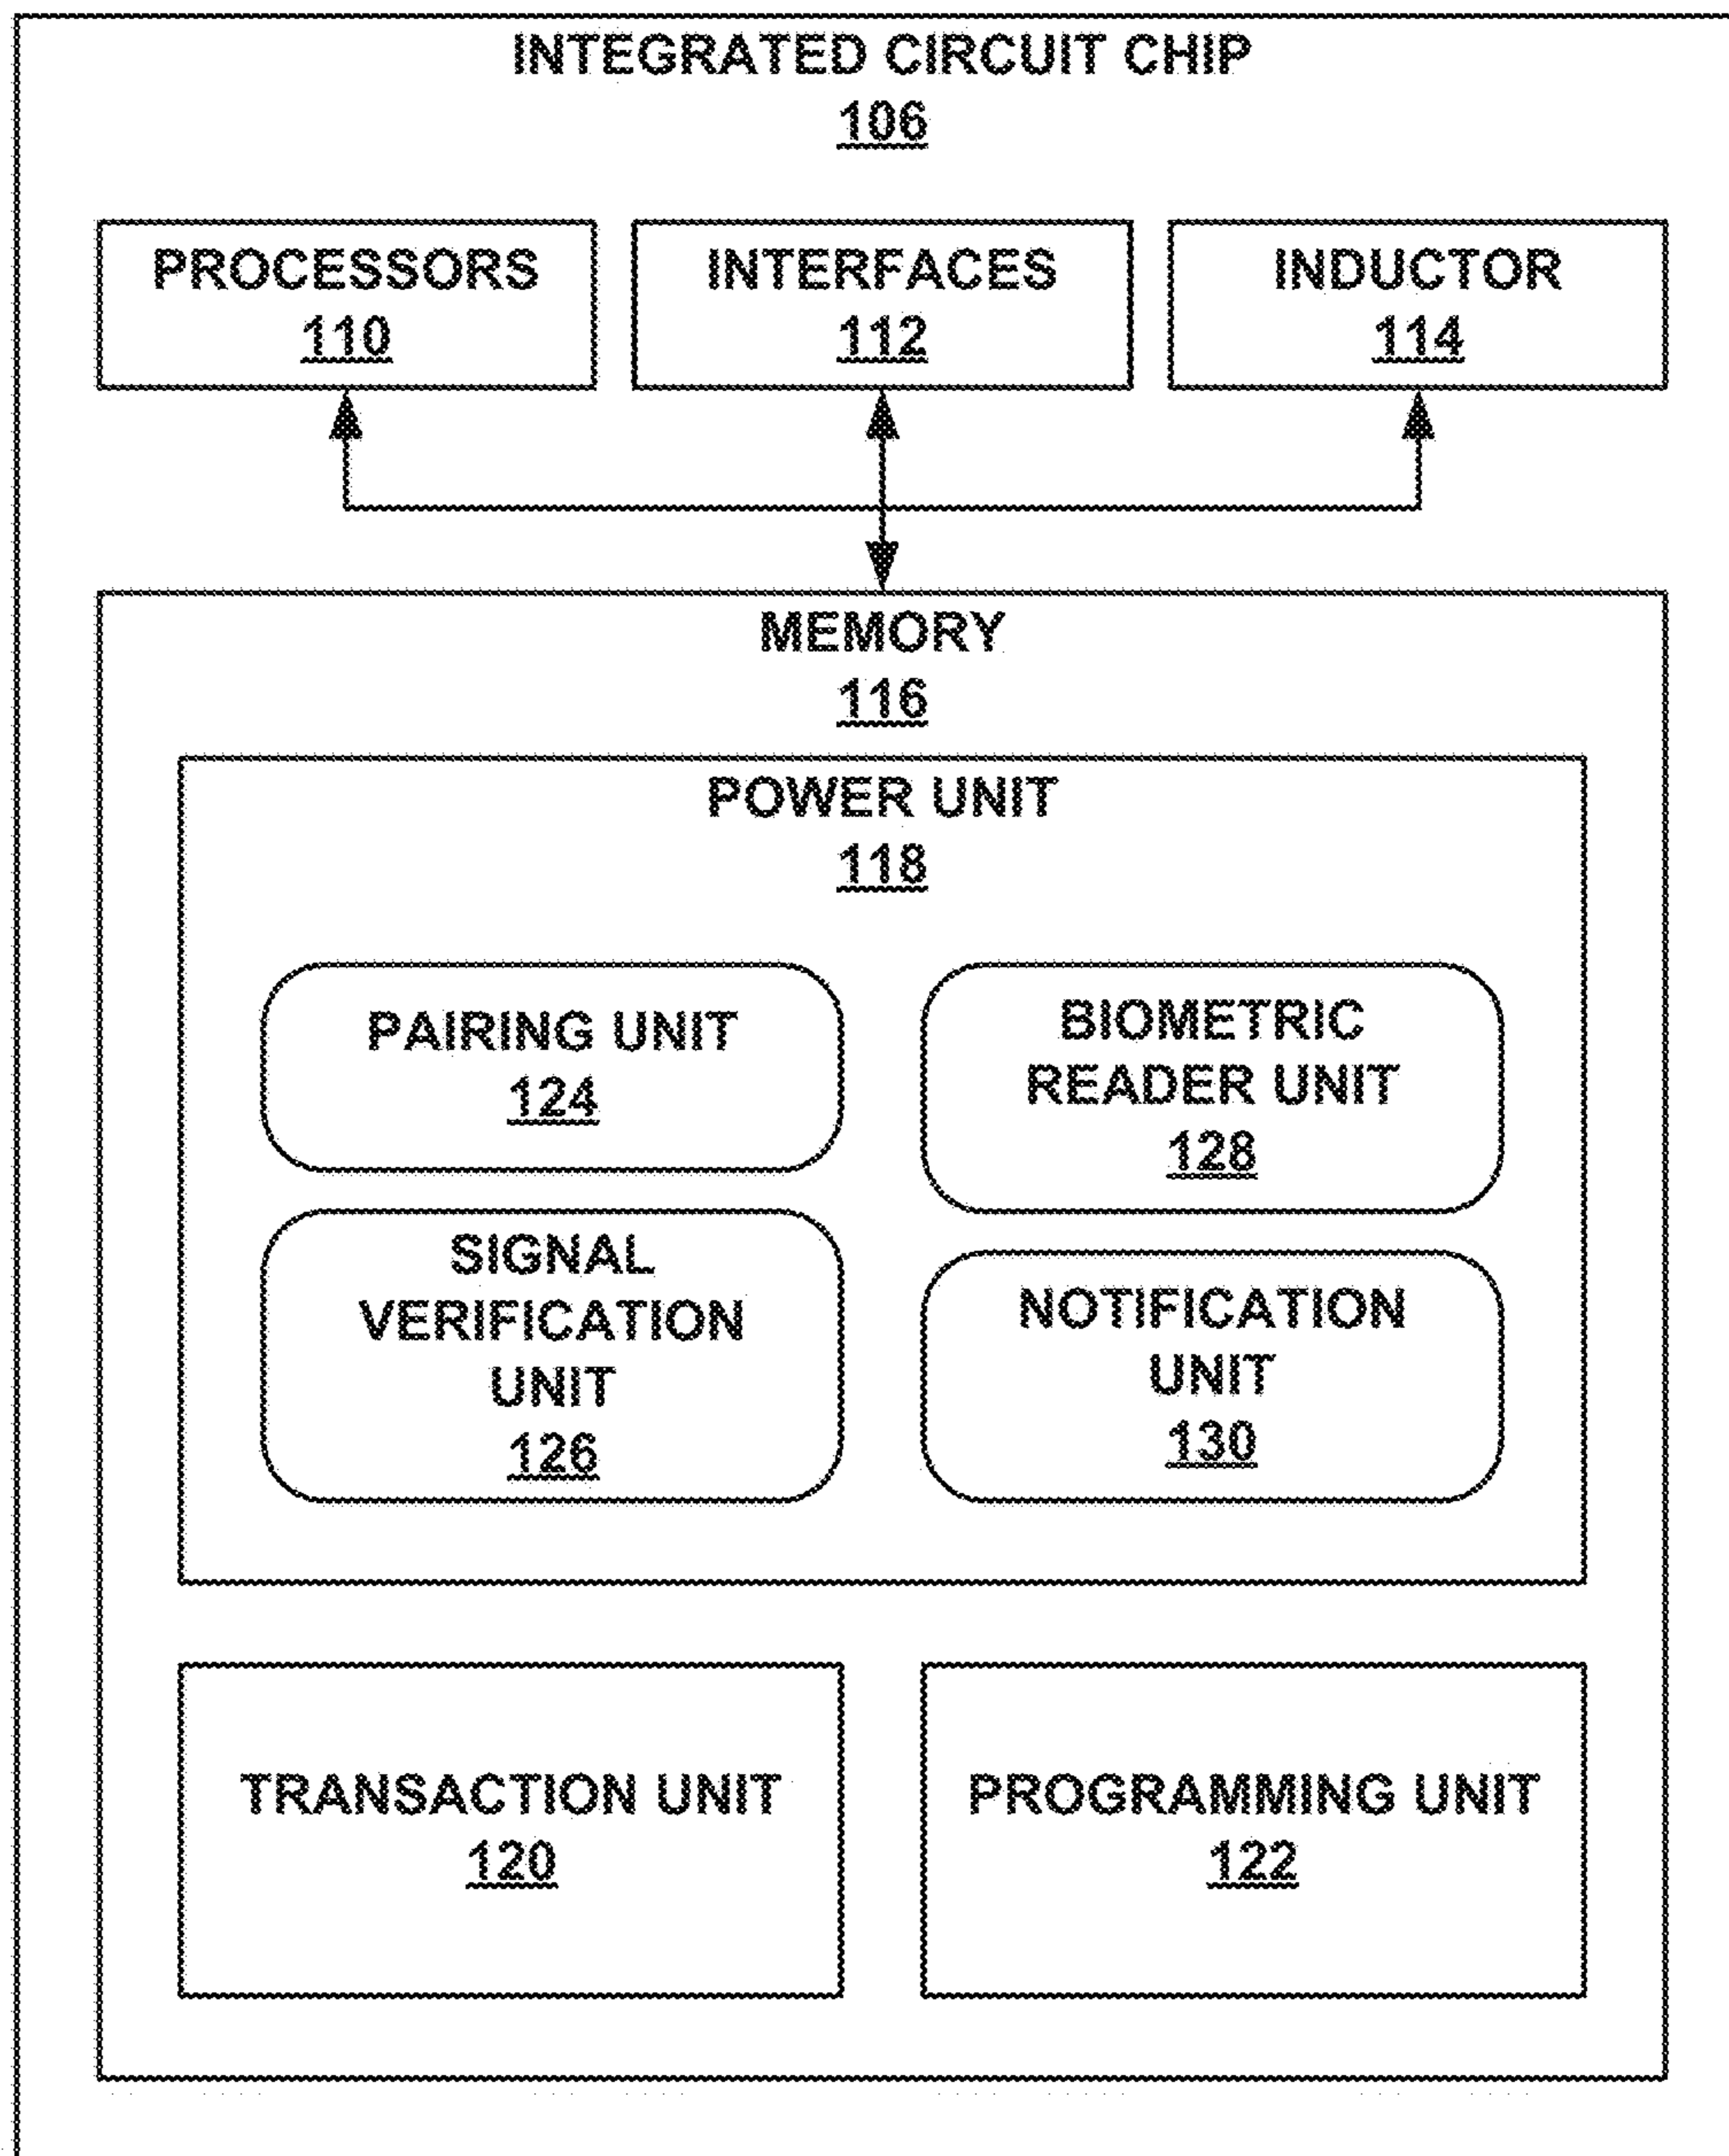 INTEGRATED CIRCUIT CHIP
106
PROCESSORS
110
INTERFACES
112
INDUCTOR
114
MEMORY
116
POWER UNIT
118
PAIRING UNIT
124
BIOMETRIC
READER UNIT
128
SIGNAL
VERIFICATION
UNIT
126
NOTIFICATION
UNIT
130
TRANSACTION UNIT
120
PROGRAMMING UNIT
122